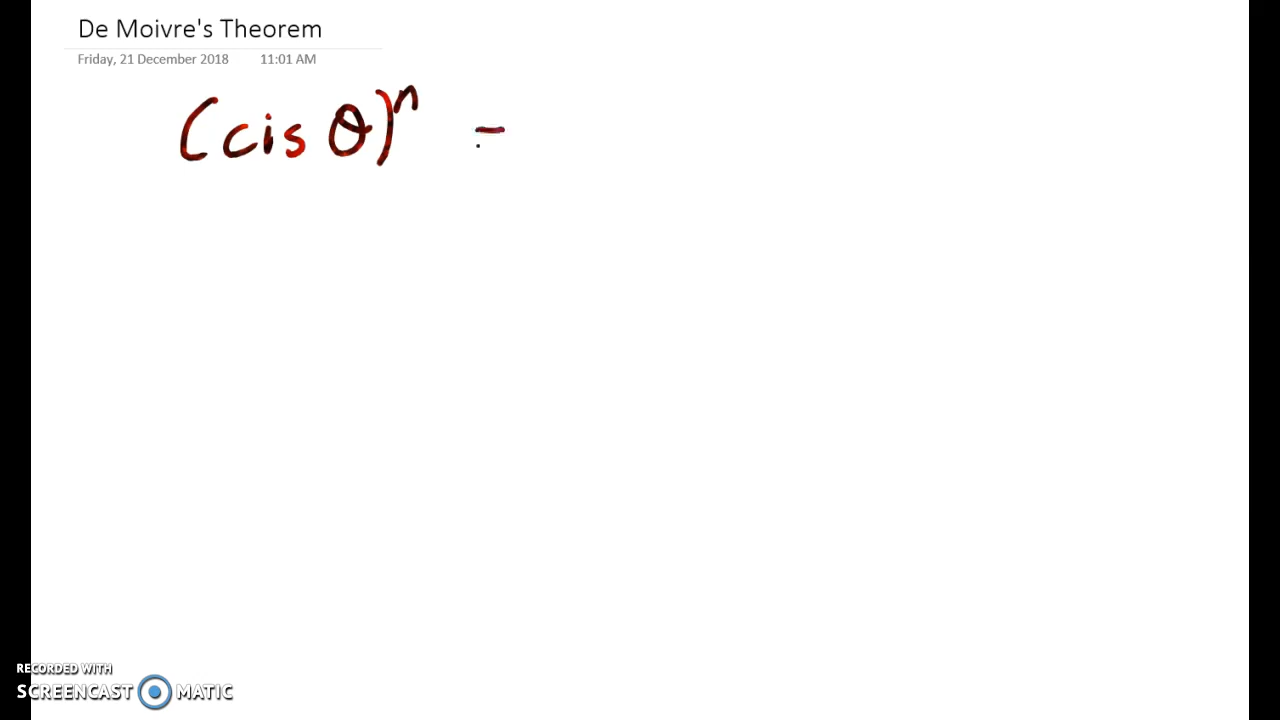 De Moivre's Theorem
Friday, 21 December 2018 11:01 AM
(cis θ)ⁿ -
RECORDED WITH
SCREENCAST MATIC